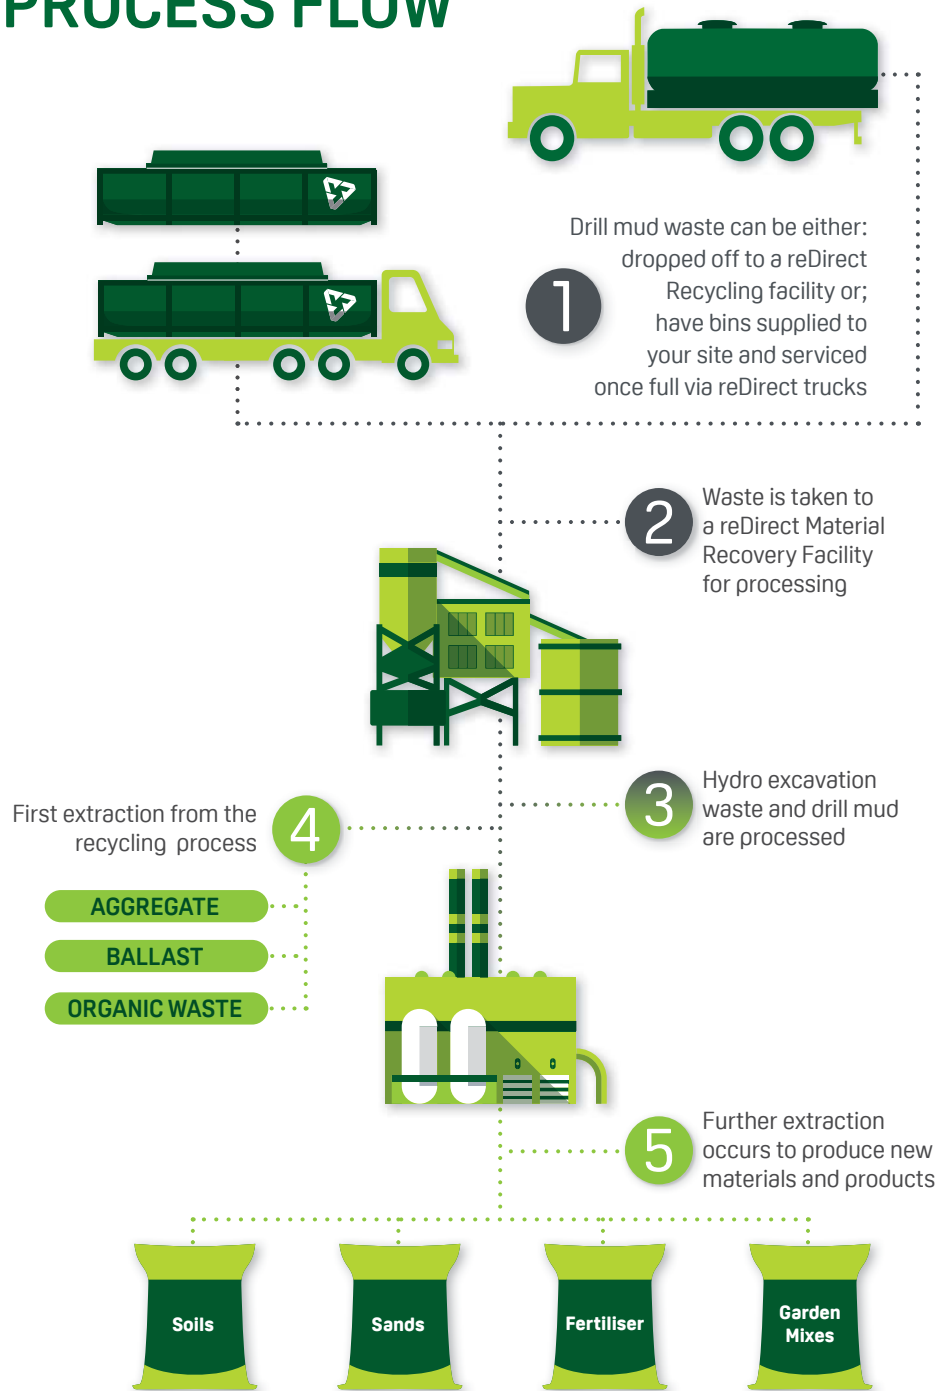 PROCESS FLOW
Drill mud waste can be either:
dropped off to a reDirect
Recycling facility or;
have bins supplied to
your site and serviced
once full via reDirect trucks
1
2
Waste is taken to
a reDirect Material
Recovery Facility
for processing
3
Hydro excavation
waste and drill mud
are processed
First extraction from the
recycling process
4
AGGREGATE
BALLAST
ORGANIC WASTE
5
Further extraction
occurs to produce new
materials and products
Soils
Sands
Fertiliser
Garden
Mixes